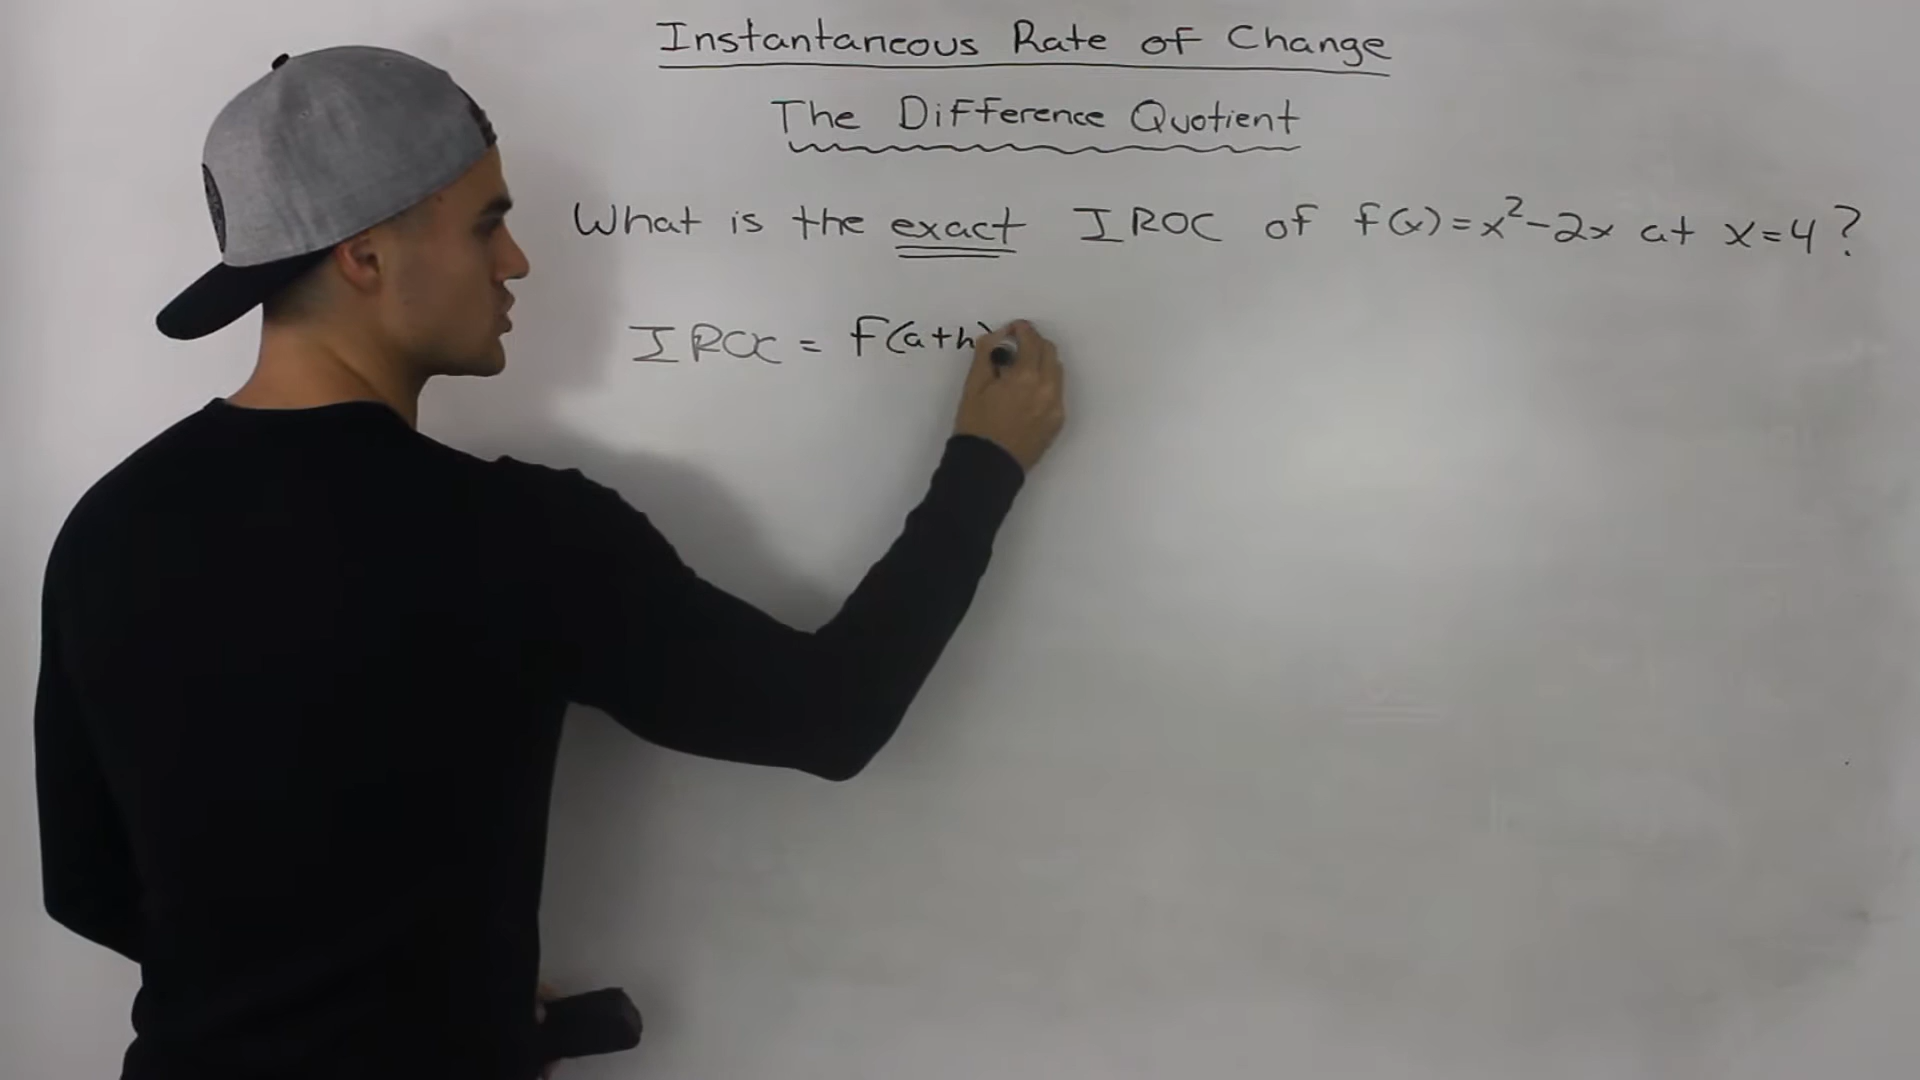 Instantaneous Rate of Change
The Difference Quotient
What is the exact IROC of f(x)=x²-2x at x=4?
IROC = f(a+h)